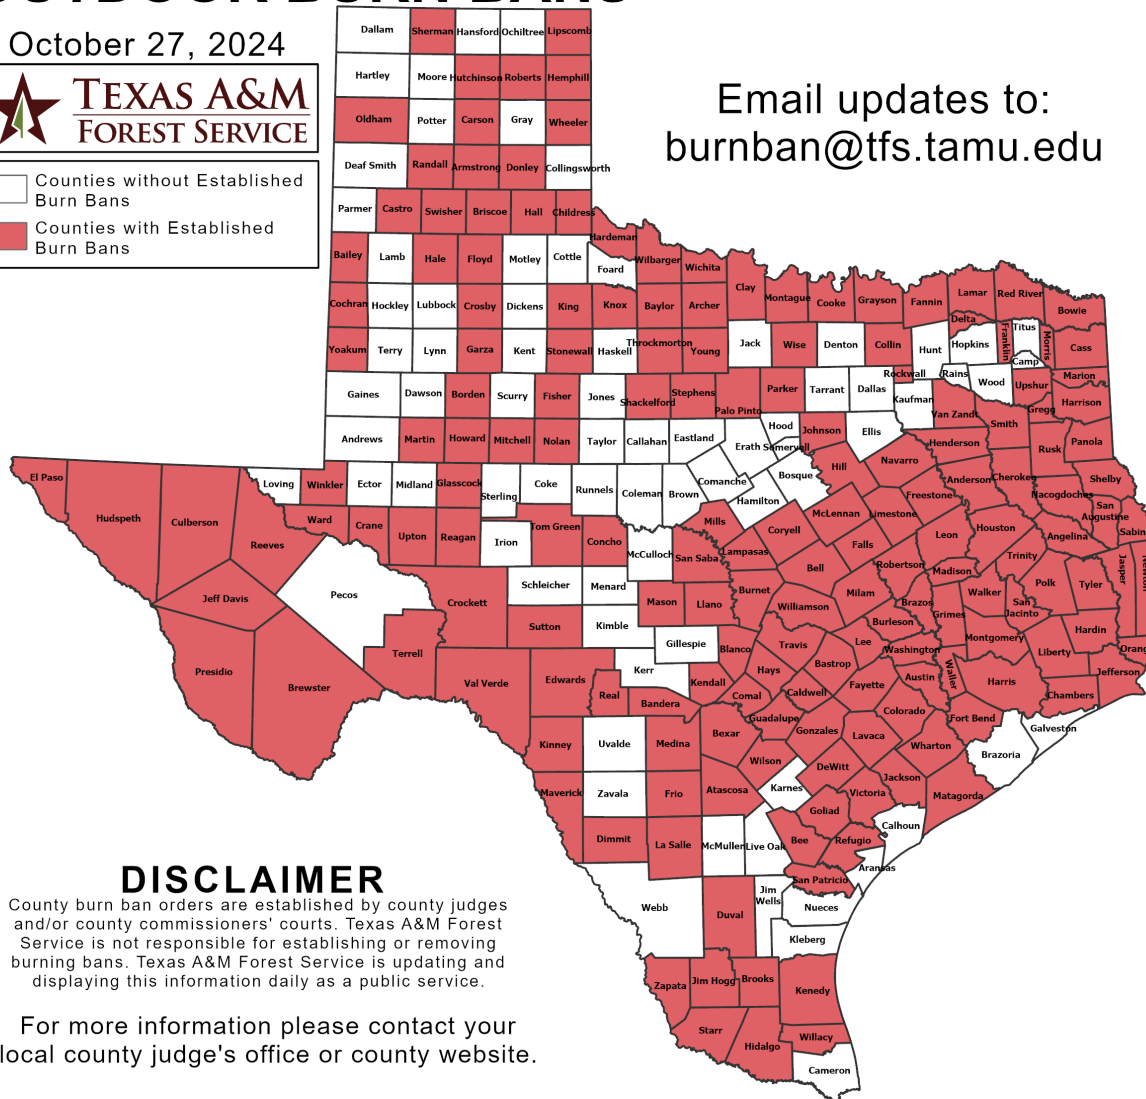 OUTDOOR BURN BANS
October 27, 2024
TEXAS A&M
FOREST SERVICE
Counties without Established
Burn Bans
Counties with Established
Burn Bans
Email updates to:
burnban@tfs.tamu.edu
Dallam Sherman Hansford Ochiltree Lipscomb
Hartley Moore Hutchinson Roberts Hemphill
Oldham Potter Carson Gray Wheeler
Deaf Smith Randall Armstrong Donley Collingsworth
Parmer Castro Swisher Briscoe Hall Childress
Hardeman
Bailey Lamb Hale Floyd Motley Cottle Foard Wilbarger Wichita
Cochran Hockley Lubbock Crosby Dickens King Knox Baylor Archer Clay Montague Cooke Grayson Fannin Lamar Red River Bowie
Delta Franklin Titus Morris Cass
Yoakum Terry Lynn Garza Kent Stonewall Haskell Throckmorton Young Jack Wise Denton Collin Hunt Hopkins Camp
Rockwall Rains Wood Upshur Marion
Gaines Dawson Borden Scurry Fisher Jones Shackelford Stephens Palo Pinto Parker Tarrant Dallas Kaufman Van Zandt Smith Gregg Harrison
Andrews Martin Howard Mitchell Nolan Taylor Callahan Eastland Erath Hood Somervell Johnson Ellis Henderson Rusk Panola
El Paso Hudspeth Culberson Loving Winkler Ector Midland Glasscock Sterling Coke Runnels Coleman Brown Comanche Hamilton Bosque Hill Navarro Anderson Cherokee Nacogdoches Shelby
Reeves Ward Crane Upton Reagan Irion Tom Green Concho McCulloch San Saba Mills Lampasas Coryell McLennan Limestone Freestone Leon Houston Angelina San
Augustine
Sabin
Jeff Davis Pecos Crockett Schleicher Menard Mason Llano Burnet Bell Falls Robertson Madison Trinity Polk Tyler Jasper Newton
Presidio Brewster Terrell Sutton Kimble Gillespie Blanco Williamson Milam Brazos Burleson Grimes Walker San
Jacinto
Montgomery Hardin Liberty Orang
Val Verde Edwards Real Kerr Bandera Kendall Comal Hays Travis Bastrop Lee Washington Waller Austin Harris Chambers Jefferson
Kinney Uvalde Medina Bexar Guadalupe Caldwell Fayette Gonzales Lavaca Colorado Wharton Fort Bend Brazoria Galveston
Maverick Zavala Frio Atascosa Wilson Karnes DeWitt Victoria Jackson Matagorda
Dimmit La Salle McMullen Live Oak Bee Goliad Refugio Calhoun Aransas
San Patricio
Webb Duval Jim
Wells
Nueces
Kleberg
Zapata Jim Hogg Brooks Kenedy
Starr Hidalgo Willacy
Cameron
DISCLAIMER
County burn ban orders are established by county judges
and/or county commissioners' courts. Texas A&M Forest
Service is not responsible for establishing or removing
burning bans. Texas A&M Forest Service is updating and
displaying this information daily as a public service.
For more information please contact your
local county judge's office or county website.